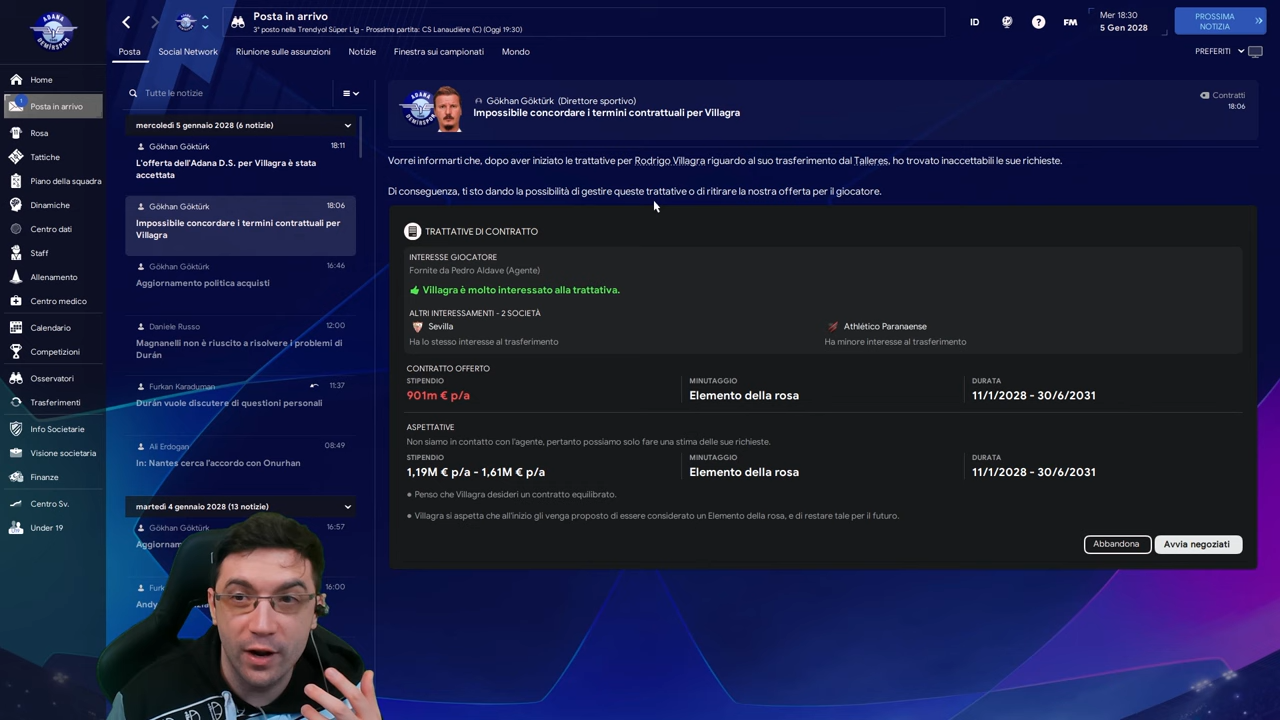 ADANA
DEMİRSPOR
Posta in arrivo
3° posto nella Trendyol Süper Lig - Prossima partita: CS Lanaudière (C) (Oggi 19:30)
ID
?
FM
Mer 18:30
5 Gen 2028
PROSSIMA
NOTIZIA
Posta
Social Network
Riunione sulle assunzioni
Notizie
Finestra sui campionati
Mondo
PREFERITI
Home
1
Posta in arrivo
Rosa
Tattiche
Piano della squadra
Dinamiche
Centro dati
Staff
Allenamento
Centro medico
Calendario
Competizioni
Osservatori
Trasferimenti
Info Societarie
Visione societaria
Finanze
Centro Sv.
Under 19
Tutte le notizie
mercoledì 5 gennaio 2028 (6 notizie)
Gökhan Göktürk 18:11
L'offerta dell'Adana D.S. per Villagra è stata
accettata
Gökhan Göktürk 18:06
Impossibile concordare i termini contrattuali per
Villagra
Gökhan Göktürk 16:46
Aggiornamento politica acquisti
Daniele Russo 12:00
Magnanelli non è riuscito a risolvere i problemi di
Durán
Furkan Karaduman 11:37
Durán vuole discutere di questioni personali
Ali Erdogan 08:49
In: Nantes cerca l'accordo con Onurhan
martedì 4 gennaio 2028 (13 notizie)
Gökhan Göktürk 16:57
Aggiornam
Furk 16:00
Andy
Gökhan Göktürk (Direttore sportivo)
Impossibile concordare i termini contrattuali per Villagra
Contratti
18:06
Vorrei informarti che, dopo aver iniziato le trattative per Rodrigo Villagra riguardo al suo trasferimento dal Talleres, ho trovato inaccettabili le sue richieste.
Di conseguenza, ti sto dando la possibilità di gestire queste trattative o di ritirare la nostra offerta per il giocatore.
TRATTATIVE DI CONTRATTO
INTERESSE GIOCATORE
Fornite da Pedro Aldave (Agente)
Villagra è molto interessato alla trattativa.
ALTRI INTERESSAMENTI - 2 SOCIETÀ
Sevilla
Ha lo stesso interesse al trasferimento
Athlético Paranaense
Ha minore interesse al trasferimento
CONTRATTO OFFERTO
STIPENDIO
901m € p/a
MINUTAGGIO
Elemento della rosa
DURATA
11/1/2028 - 30/6/2031
ASPETTATIVE
Non siamo in contatto con l'agente, pertanto possiamo solo fare una stima delle sue richieste.
STIPENDIO
1,19M € p/a - 1,61M € p/a
MINUTAGGIO
Elemento della rosa
DURATA
11/1/2028 - 30/6/2031
● Penso che Villagra desideri un contratto equilibrato.
● Villagra si aspetta che all'inizio gli venga proposto di essere considerato un Elemento della rosa, e di restare tale per il futuro.
Abbandona
Avvia negoziati